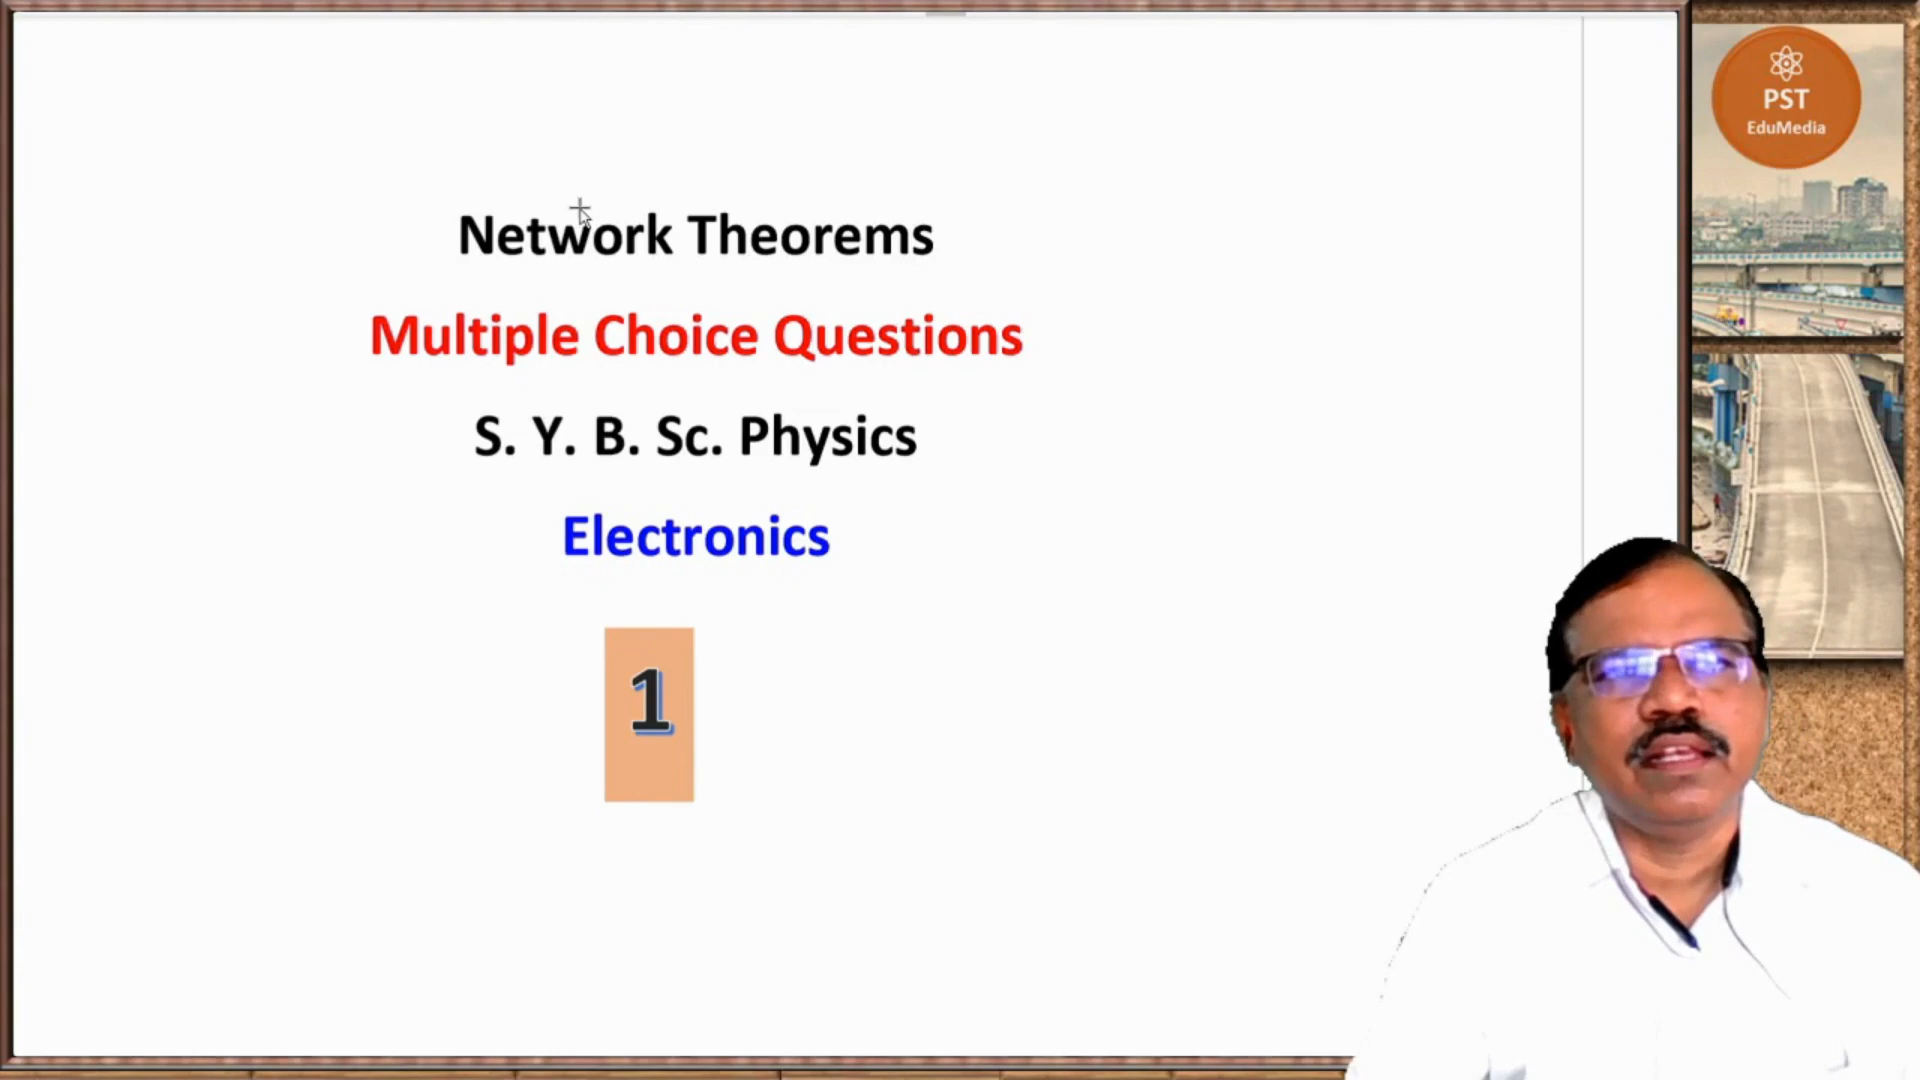 Network Theorems
Multiple Choice Questions
S. Y. B. Sc. Physics
Electronics
1
PST
EduMedia